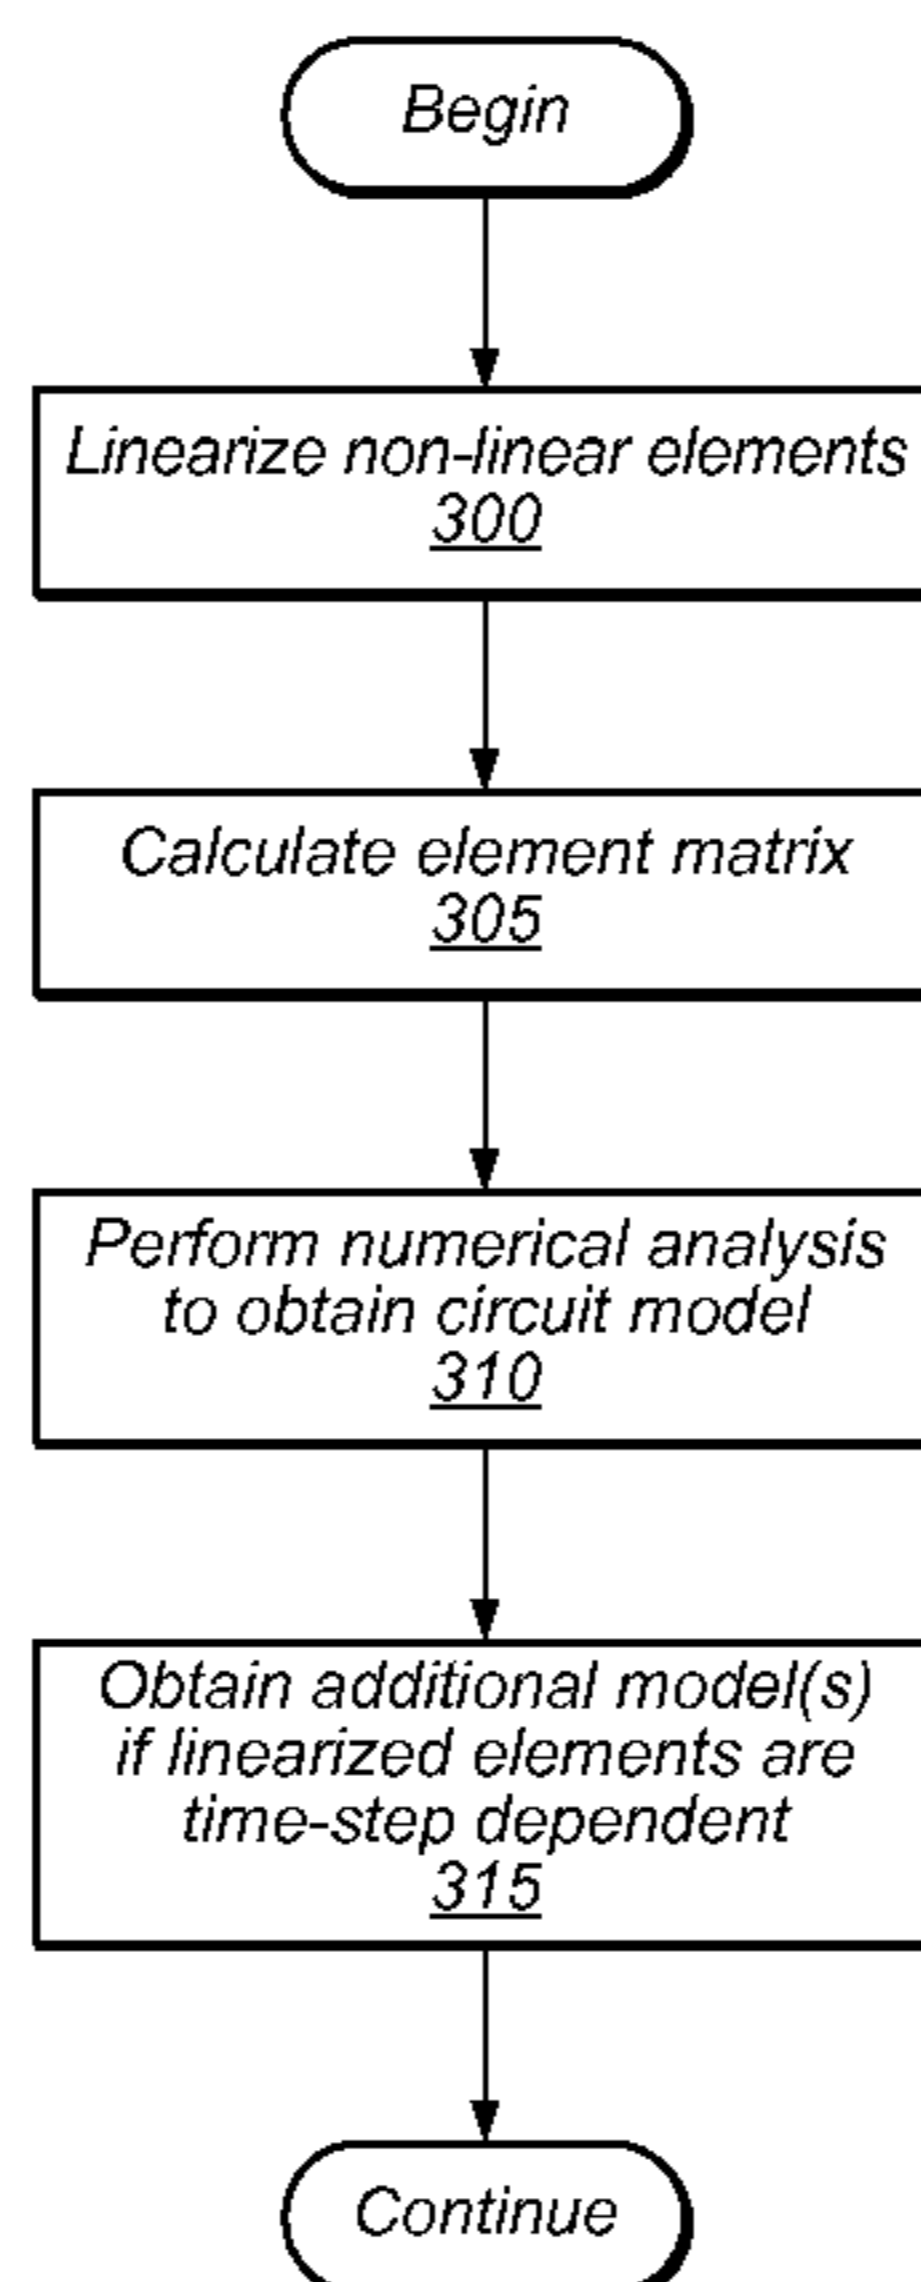 Begin
Linearize non-linear elements
300
Calculate element matrix
305
Perform numerical analysis
to obtain circuit model
310
Obtain additional model(s)
if linearized elements are
time-step dependent
315
Continue